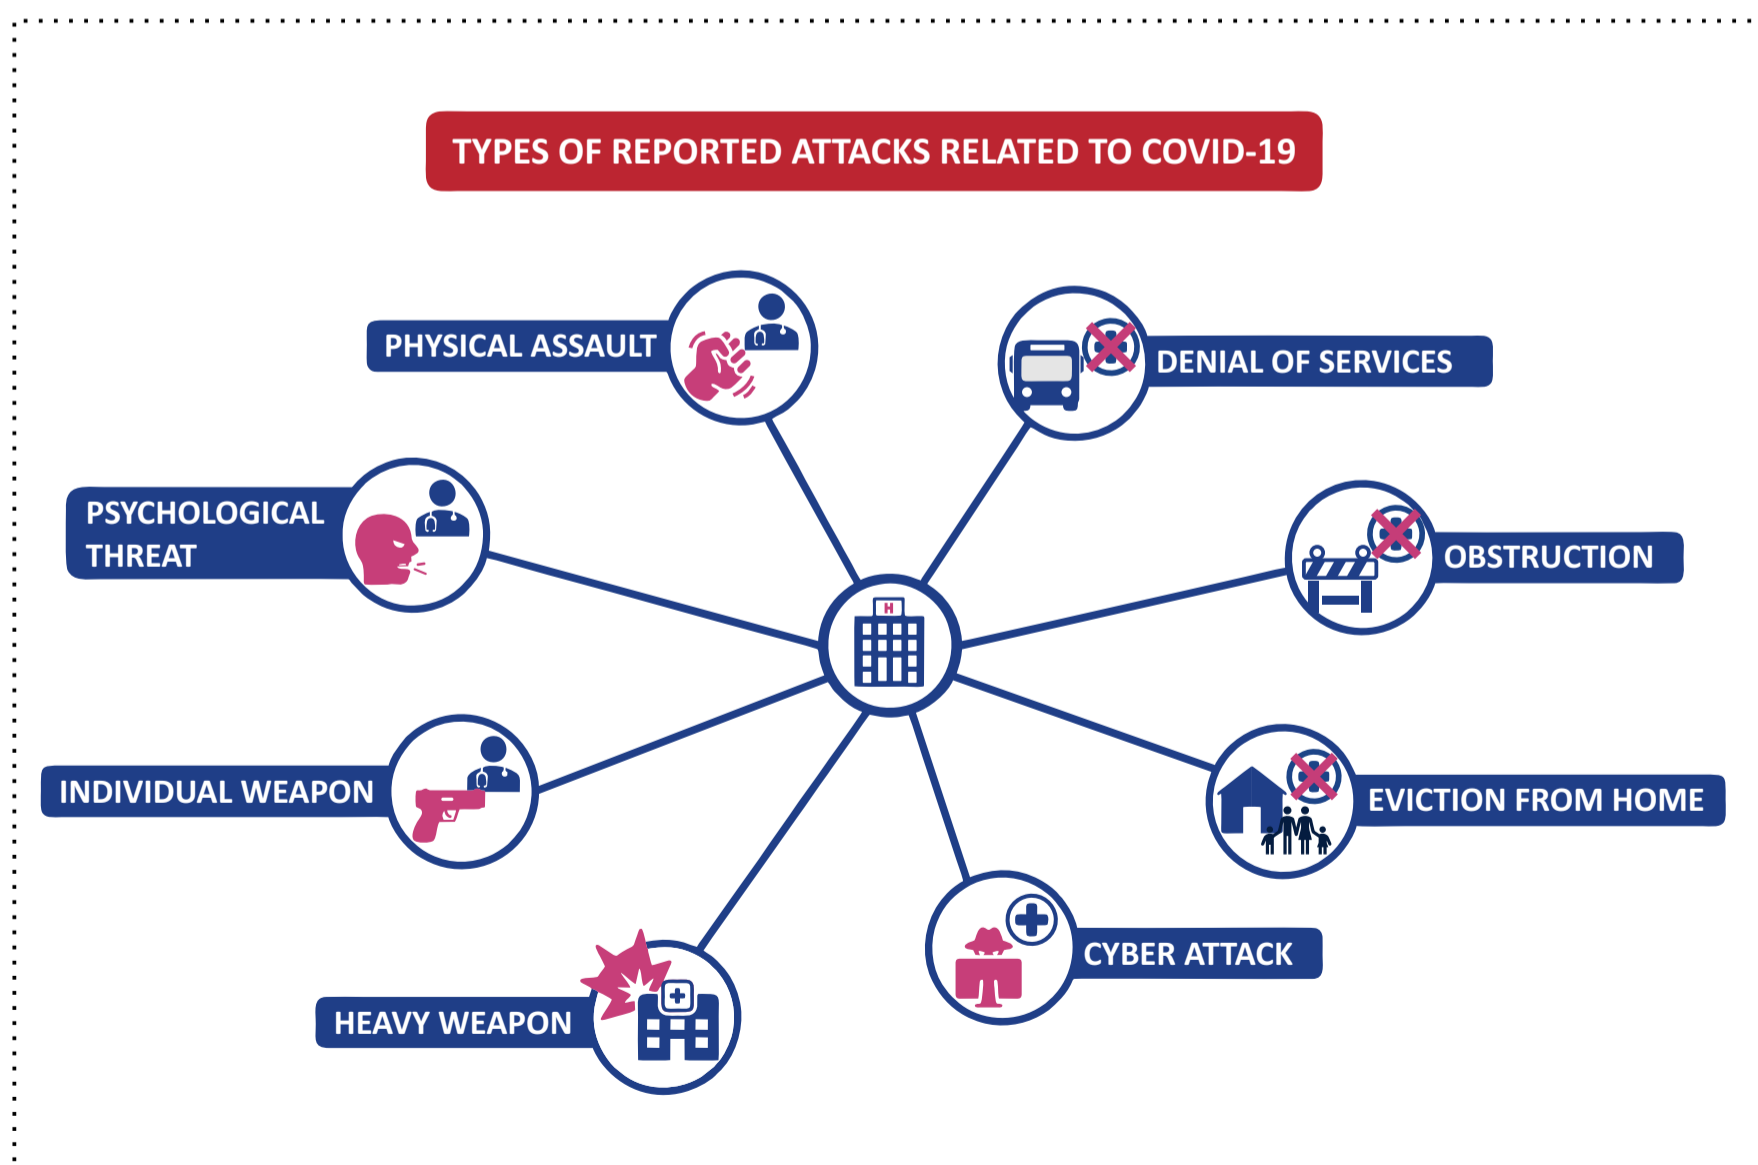 TYPES OF REPORTED ATTACKS RELATED TO COVID-19
PHYSICAL ASSAULT
DENIAL OF SERVICES
PSYCHOLOGICAL
THREAT
OBSTRUCTION
H
INDIVIDUAL WEAPON
EVICTION FROM HOME
CYBER ATTACK
HEAVY WEAPON